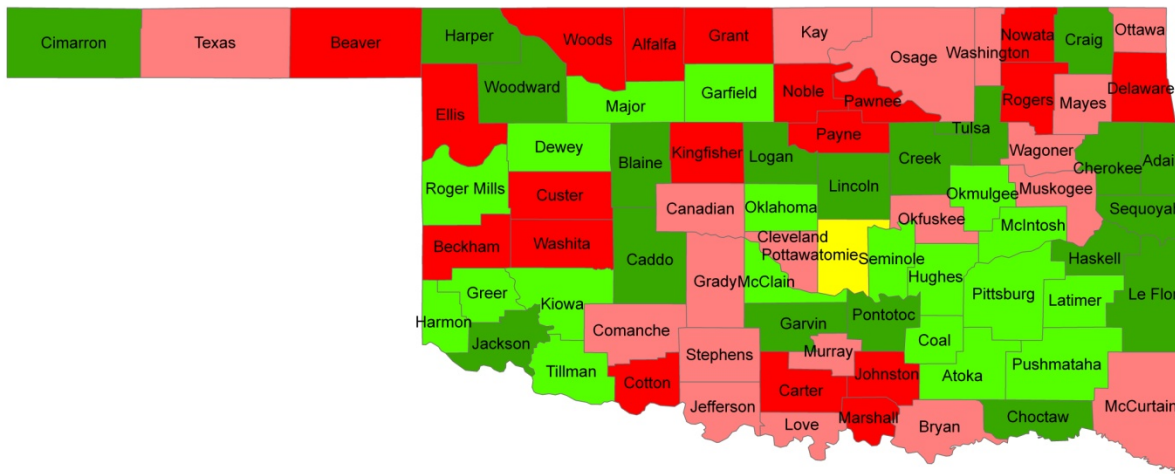 Cimarron
Texas
Beaver
Harper
Woods
Alfalfa
Grant
Kay
Osage
Washington
Nowata
Craig
Ottawa
Woodward
Ellis
Major
Garfield
Noble
Pawnee
Rogers
Mayes
Delaware
Dewey
Blaine
Kingfisher
Logan
Payne
Creek
Tulsa
Wagoner
Cherokee
Adai
Roger Mills
Custer
Canadian
Oklahoma
Lincoln
Okmulgee
Muskogee
Sequoyal
Okfuskee
McIntosh
Beckham
Washita
Caddo
Cleveland
Pottawatomie
Seminole
Hughes
Haskell
Grady
McClain
Pittsburg
Latimer
Le Flor
Greer
Kiowa
Harmon
Jackson
Comanche
Garvin
Pontotoc
Coal
Tillman
Stephens
Murray
Atoka
Pushmataha
Cotton
Carter
Johnston
Jefferson
Love
Marshall
Bryan
Choctaw
McCurtain